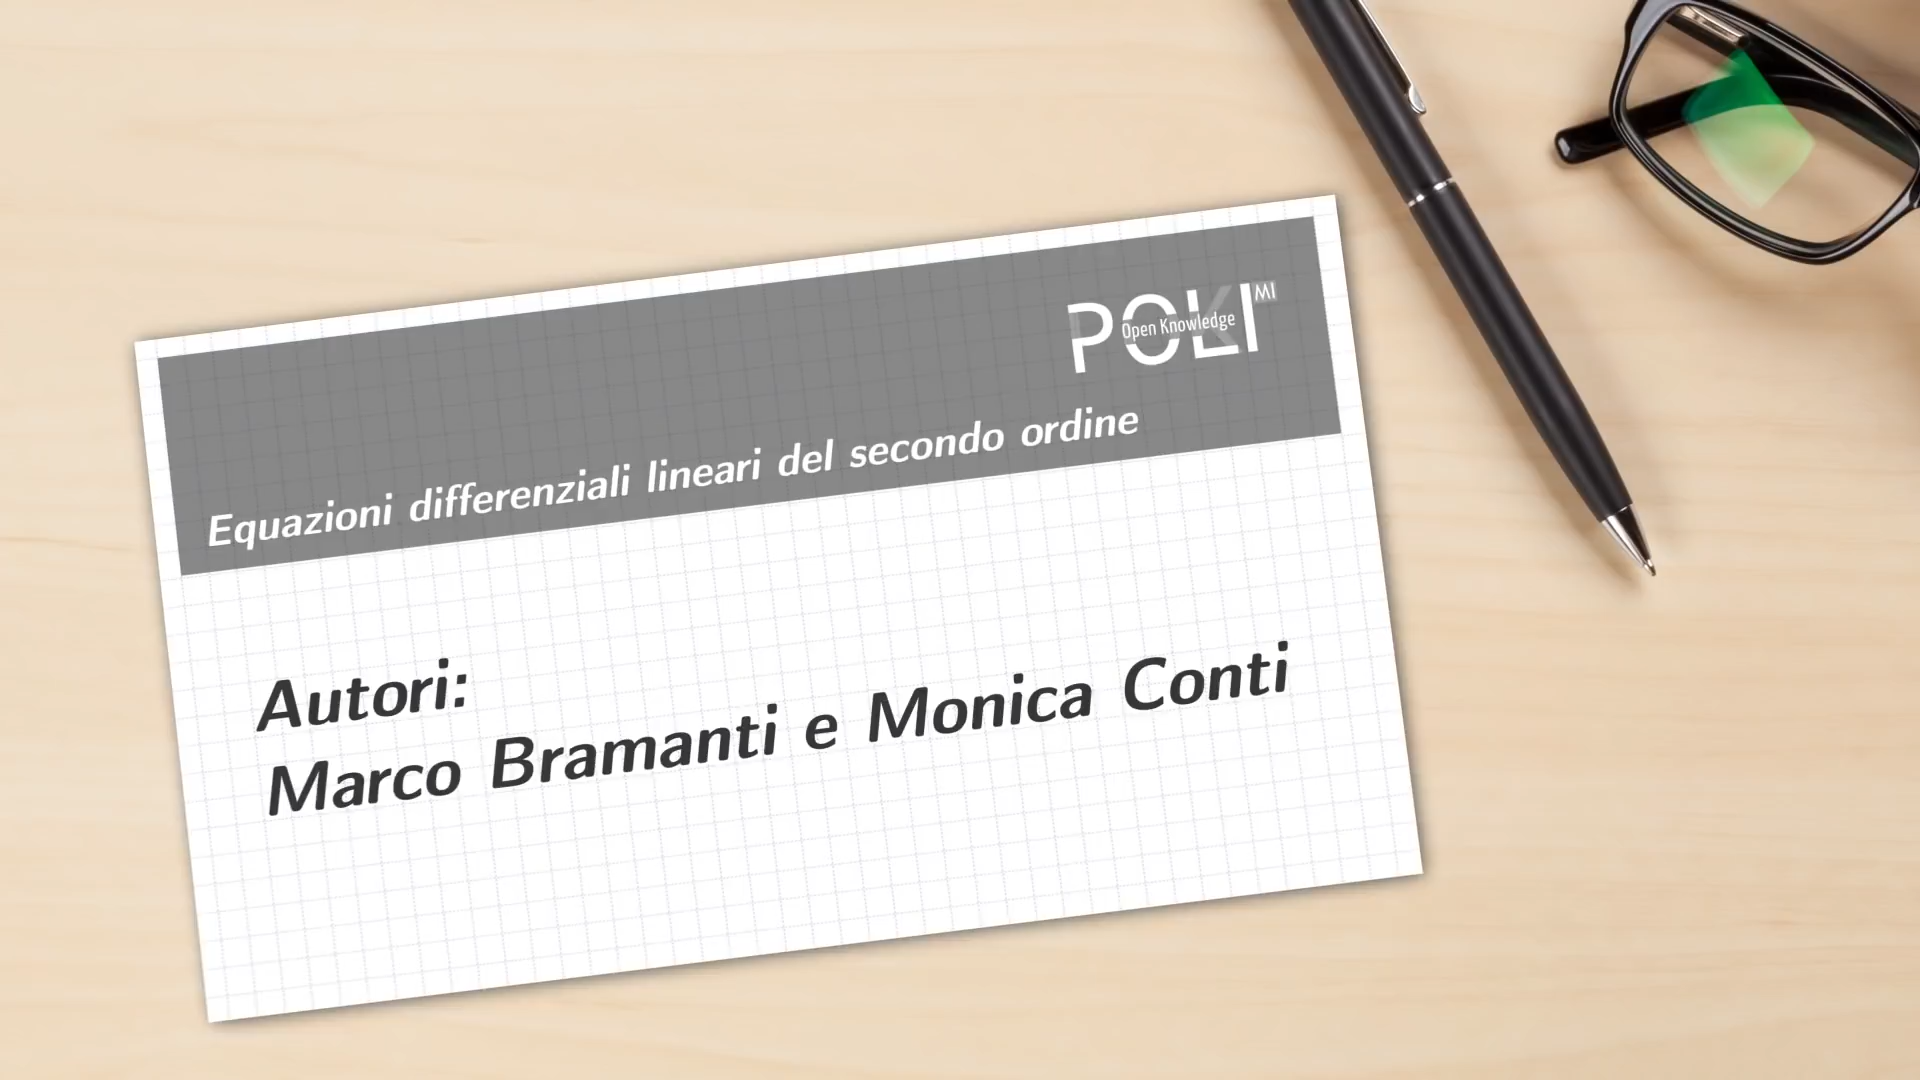 POLI MI
Open Knowledge
Equazioni differenziali lineari del secondo ordine
Autori:
Marco Bramanti e Monica Conti